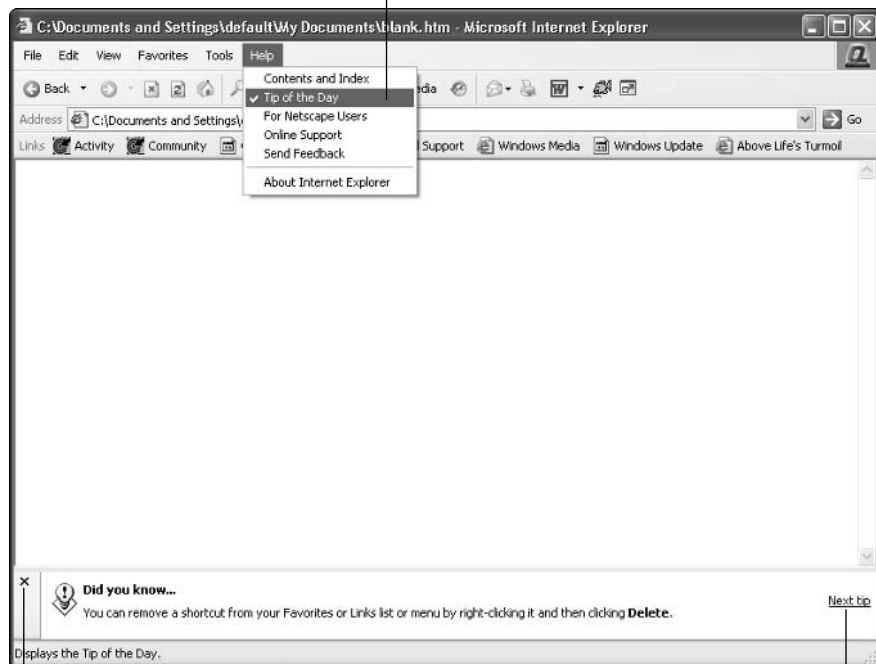 C:\Documents and Settings\default\My Documents\blank.htm - Microsoft Internet Explorer
File Edit View Favorites Tools Help
Back
Address C:\Documents and Settings\ Go
Links Activity Community Support Windows Media Windows Update Above Life's Turmoil
Contents and Index
Tip of the Day
For Netscape Users
Online Support
Send Feedback
About Internet Explorer
Did you know...
You can remove a shortcut from your Favorites or Links list or menu by right-clicking it and then clicking Delete.
Next tip
Displays the Tip of the Day.